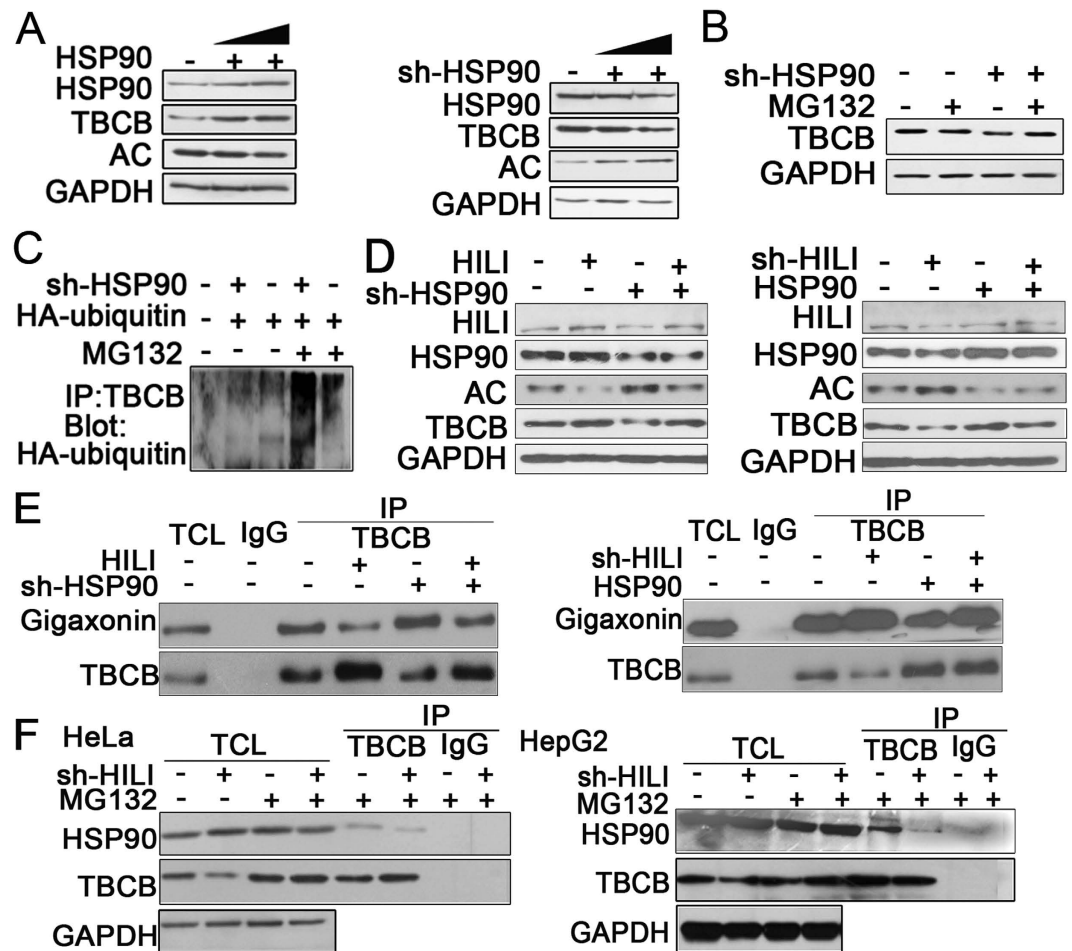 A
HSP90 - + +
HSP90
TBCB
AC
GAPDH
sh-HSP90 - + +
HSP90
TBCB
AC
GAPDH
B
sh-HSP90 - - + +
MG132 - + - +
TBCB
GAPDH
C
sh-HSP90 - + - + -
HA-ubiquitin - + + + +
MG132 - - - + +
IP:TBCB
Blot:
HA-ubiquitin
D
HILI - + - +
sh-HSP90 - - + +
HILI
HSP90
AC
TBCB
GAPDH
sh-HILI - + - +
HSP90 - - + +
HILI
HSP90
AC
TBCB
GAPDH
E
IP
TCL IgG TBCB
HILI - - - + - +
sh-HSP90 - - - - + +
Gigaxonin
TBCB
IP
TCL IgG TBCB
sh-HILI - - - + - +
HSP90 - - - - + +
Gigaxonin
TBCB
F
HeLa
IP
TCL TBCB IgG
sh-HILI - + - + - + - +
MG132 - - + + + + + +
HSP90
TBCB
GAPDH
HepG2
IP
TCL TBCB IgG
sh-HILI - + - + - + - +
MG132 - - + + + + + +
HSP90
TBCB
GAPDH